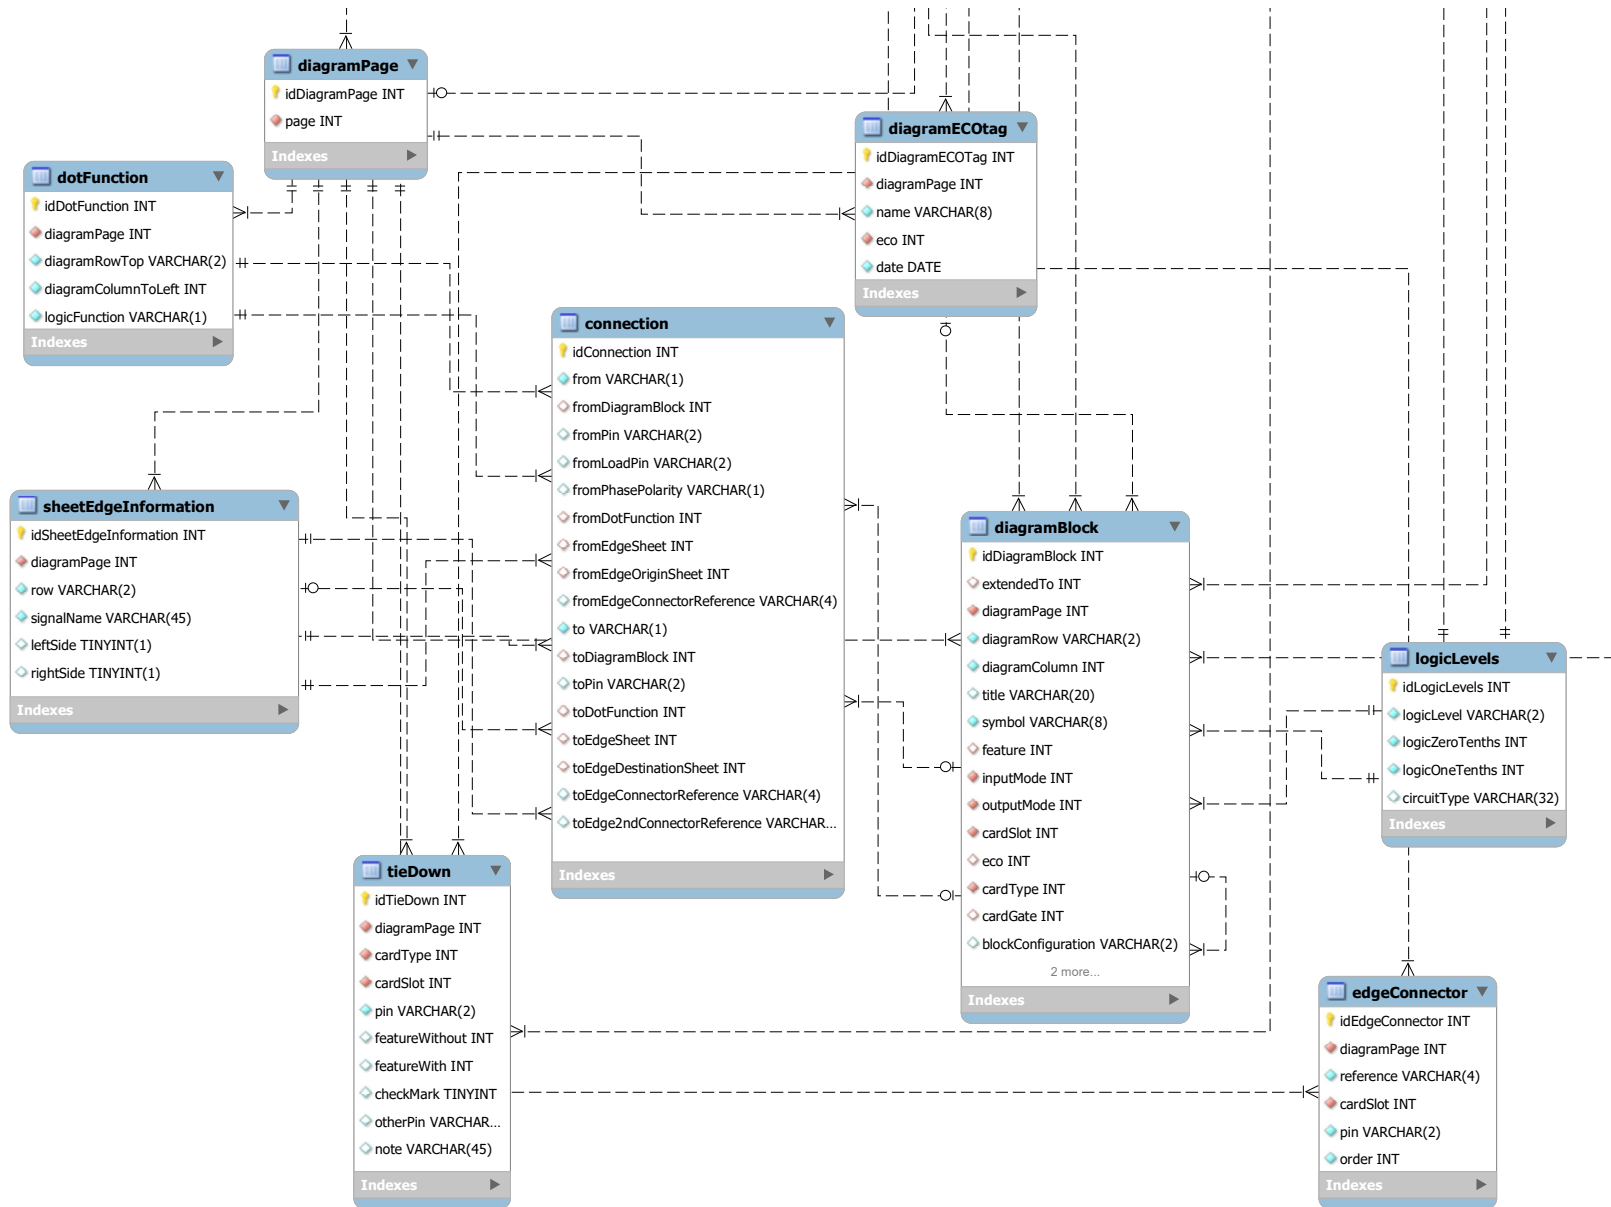 diagramPage
idDiagramPage INT
page INT
Indexes
diagramECOtag
idDiagramECOTag INT
diagramPage INT
name VARCHAR(8)
eco INT
date DATE
Indexes
dotFunction
idDotFunction INT
diagramPage INT
diagramRowTop VARCHAR(2)
diagramColumnToLeft INT
logicFunction VARCHAR(1)
Indexes
connection
idConnection INT
from VARCHAR(1)
fromDiagramBlock INT
fromPin VARCHAR(2)
fromLoadPin VARCHAR(2)
fromPhasePolarity VARCHAR(1)
fromDotFunction INT
fromEdgeSheet INT
fromEdgeOriginSheet INT
fromEdgeConnectorReference VARCHAR(4)
to VARCHAR(1)
toDiagramBlock INT
toPin VARCHAR(2)
toDotFunction INT
toEdgeSheet INT
toEdgeDestinationSheet INT
toEdgeConnectorReference VARCHAR(4)
toEdge2ndConnectorReference VARCHAR...
Indexes
sheetEdgeInformation
idSheetEdgeInformation INT
diagramPage INT
row VARCHAR(2)
signalName VARCHAR(45)
leftSide TINYINT(1)
rightSide TINYINT(1)
Indexes
diagramBlock
idDiagramBlock INT
extendedTo INT
diagramPage INT
diagramRow VARCHAR(2)
diagramColumn INT
title VARCHAR(20)
symbol VARCHAR(8)
feature INT
inputMode INT
outputMode INT
cardSlot INT
eco INT
cardType INT
cardGate INT
blockConfiguration VARCHAR(2)
2 more...
Indexes
logicLevels
idLogicLevels INT
logicLevel VARCHAR(2)
logicZeroTenths INT
logicOneTenths INT
circuitType VARCHAR(32)
Indexes
tieDown
idTieDown INT
diagramPage INT
cardType INT
cardSlot INT
pin VARCHAR(2)
featureWithout INT
featureWith INT
checkMark TINYINT
otherPin VARCHAR...
note VARCHAR(45)
Indexes
edgeConnector
idEdgeConnector INT
diagramPage INT
reference VARCHAR(4)
cardSlot INT
pin VARCHAR(2)
order INT
Indexes